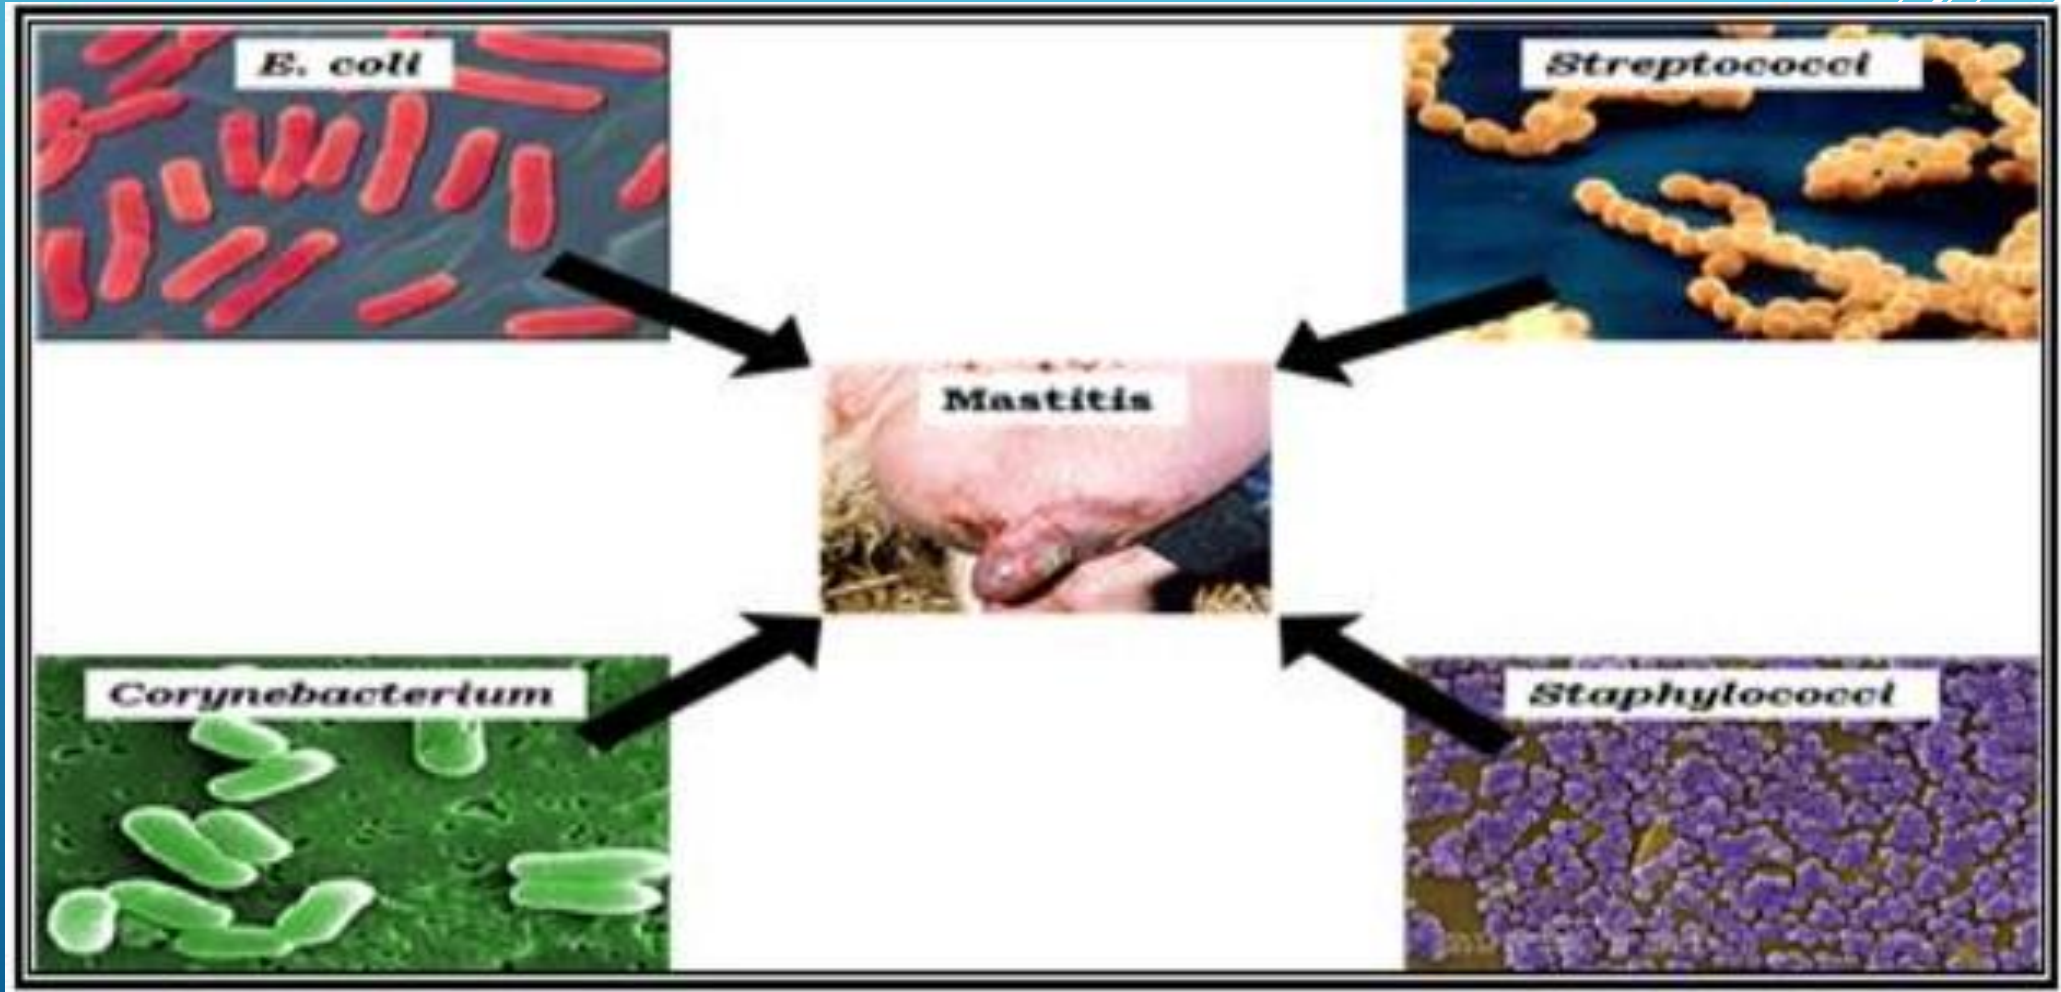 E. coli
Streptococci
Mastitis
Corynebacterium
Staphylococci